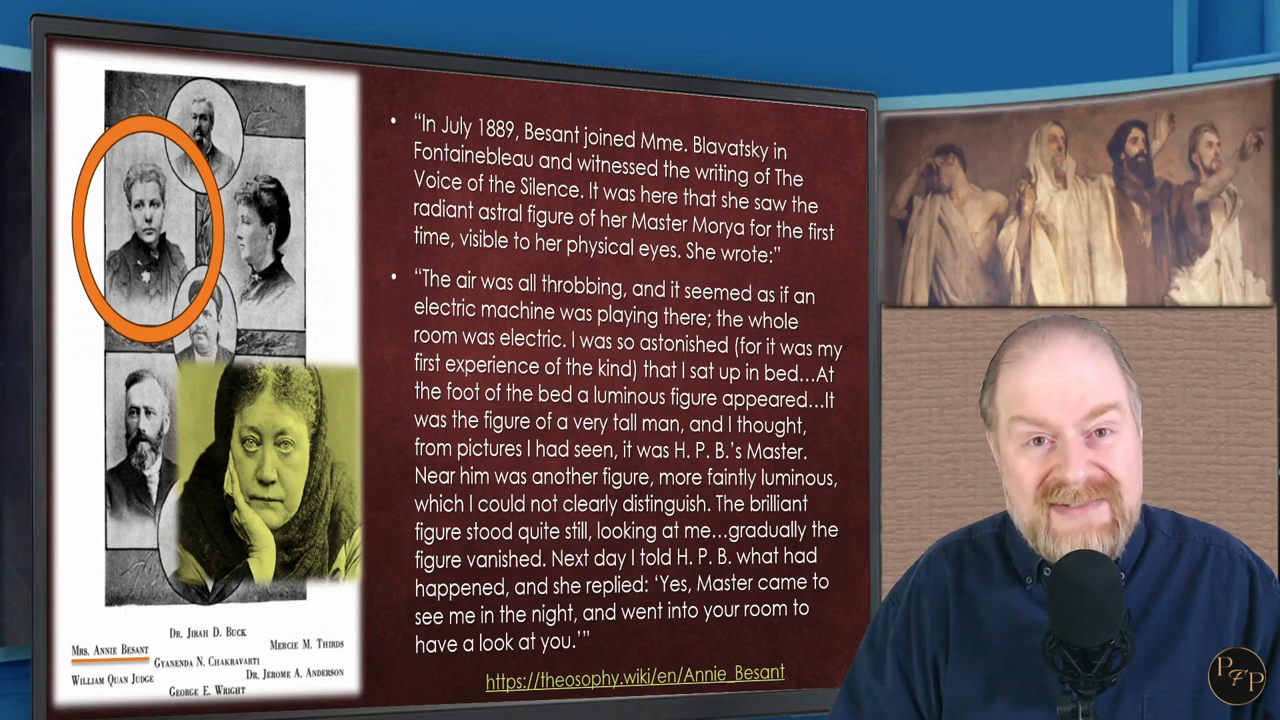 • “In July 1889, Besant joined Mme. Blavatsky in
Fontainebleau and witnessed the writing of The
Voice of the Silence. It was here that she saw the
radiant astral figure of her Master Morya for the first
time, visible to her physical eyes. She wrote:”
• “The air was all throbbing, and it seemed as if an
electric machine was playing there; the whole
room was electric. I was so astonished (for it was my
first experience of the kind) that I sat up in bed…At
the foot of the bed a luminous figure appeared…It
was the figure of a very tall man, and I thought,
from pictures I had seen, it was H. P. B.’s Master.
Near him was another figure, more faintly luminous,
which I could not clearly distinguish. The brilliant
figure stood quite still, looking at me…gradually the
figure vanished. Next day I told H. P. B. what had
happened, and she replied: ‘Yes, Master came to
see me in the night, and went into your room to
have a look at you.’”
https://theosophy.wiki/en/Annie_Besant
Dr. Jirah D. Buck
Mrs. Annie Besant
Mercie M. Thirds
Gyanenda N. Chakravarti
William Quan Judge
Dr. Jerome A. Anderson
George E. Wright
PFP